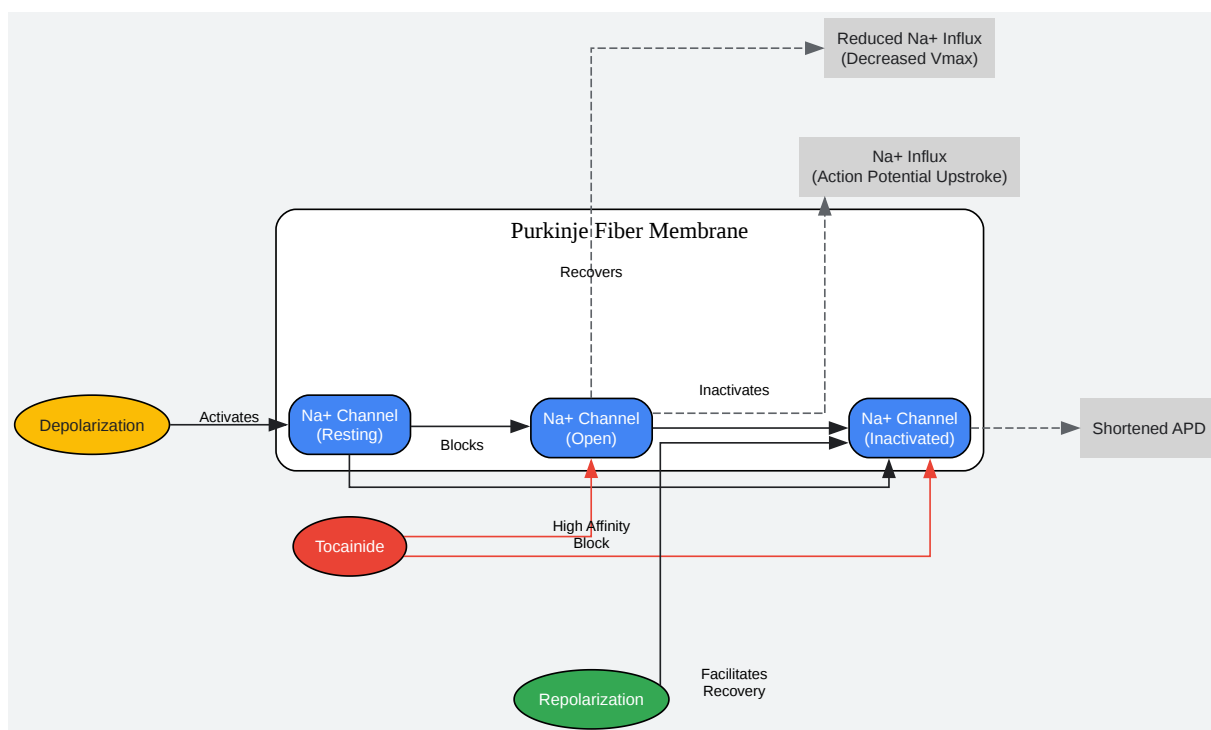 Reduced Na+ Influx
(Decreased Vmax)
Na+ Influx
(Action Potential Upstroke)
Purkinje Fiber Membrane
Recovers
Inactivates
Depolarization
Activates
Na+ Channel
(Resting)
Blocks
Na+ Channel
(Open)
Na+ Channel
(Inactivated)
Shortened APD
Tocainide
High Affinity
Block
Repolarization
Facilitates
Recovery